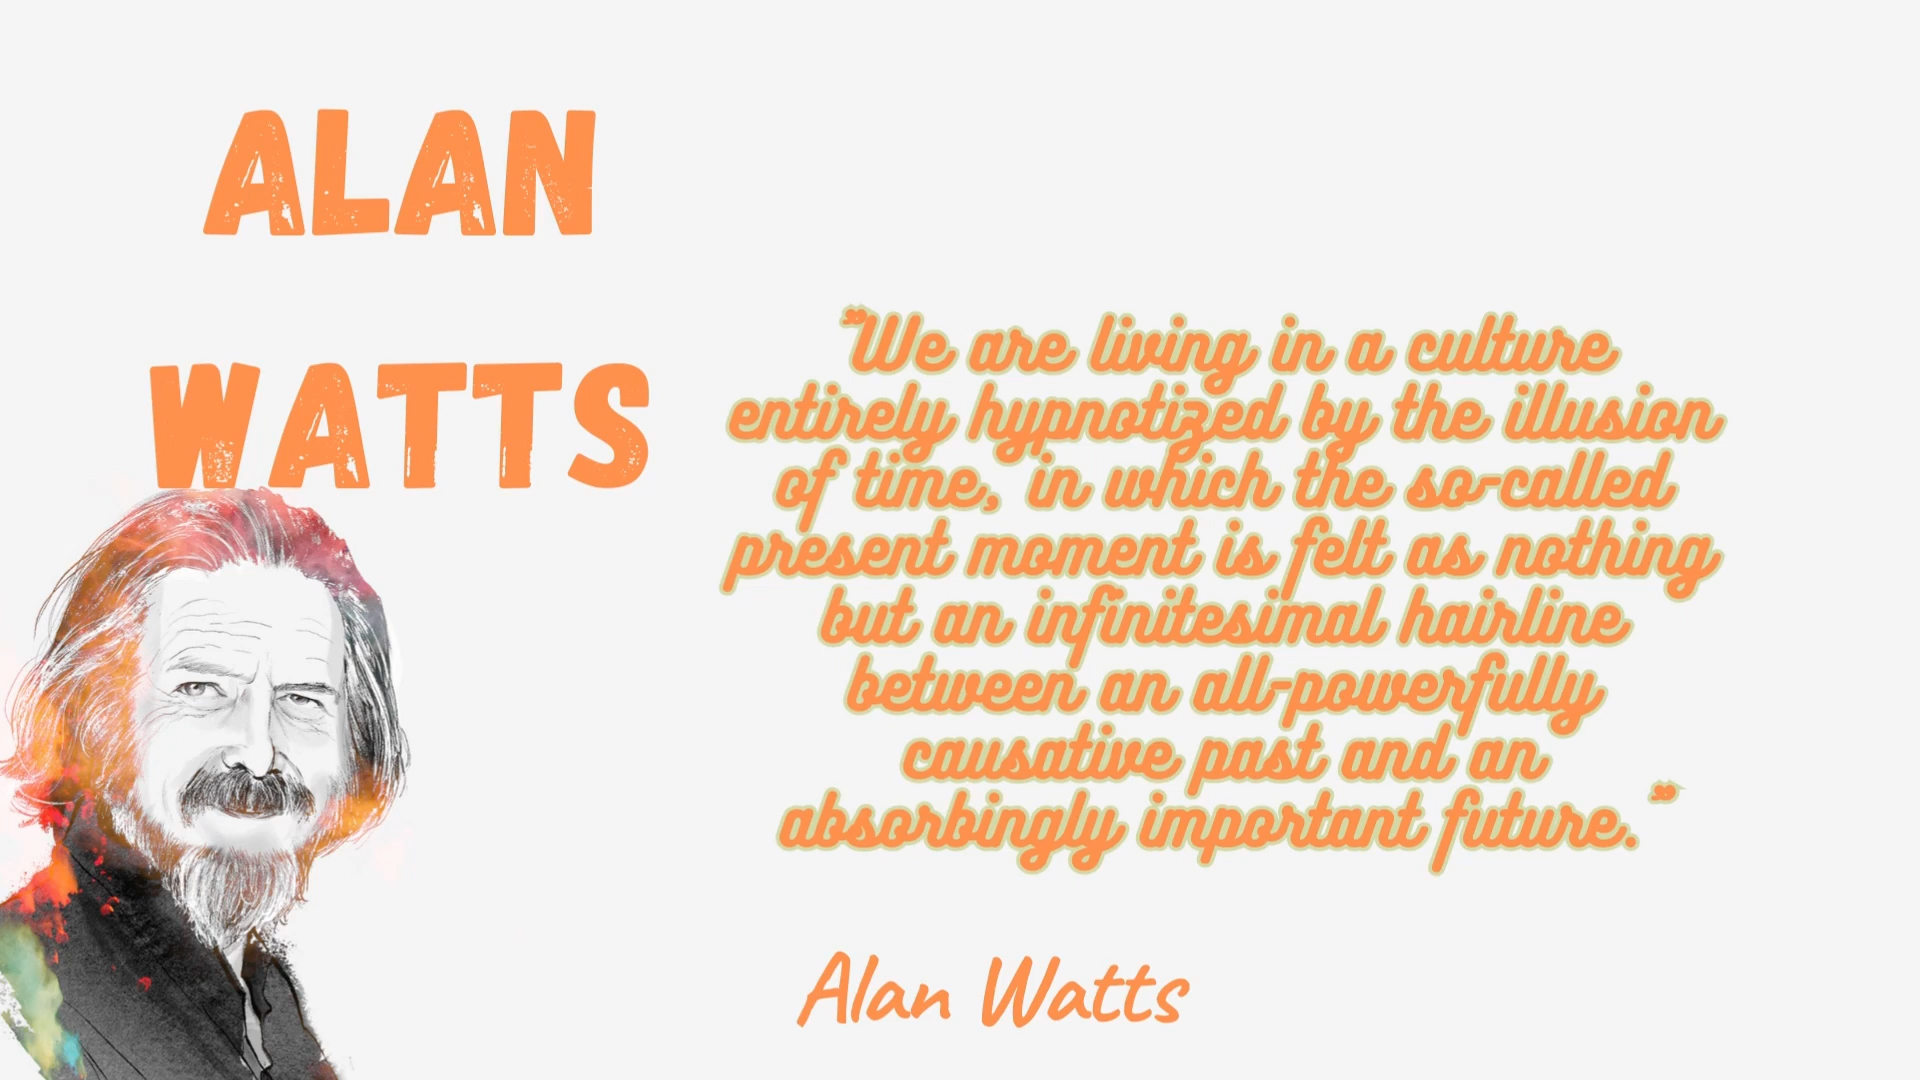 ALAN
WATTS
"We are living in a culture
entirely hypnotized by the illusion
of time, in which the so-called
present moment is felt as nothing
but an infinitesimal hairline
between an all-powerfully
causative past and an
absorbingly important future."
Alan Watts